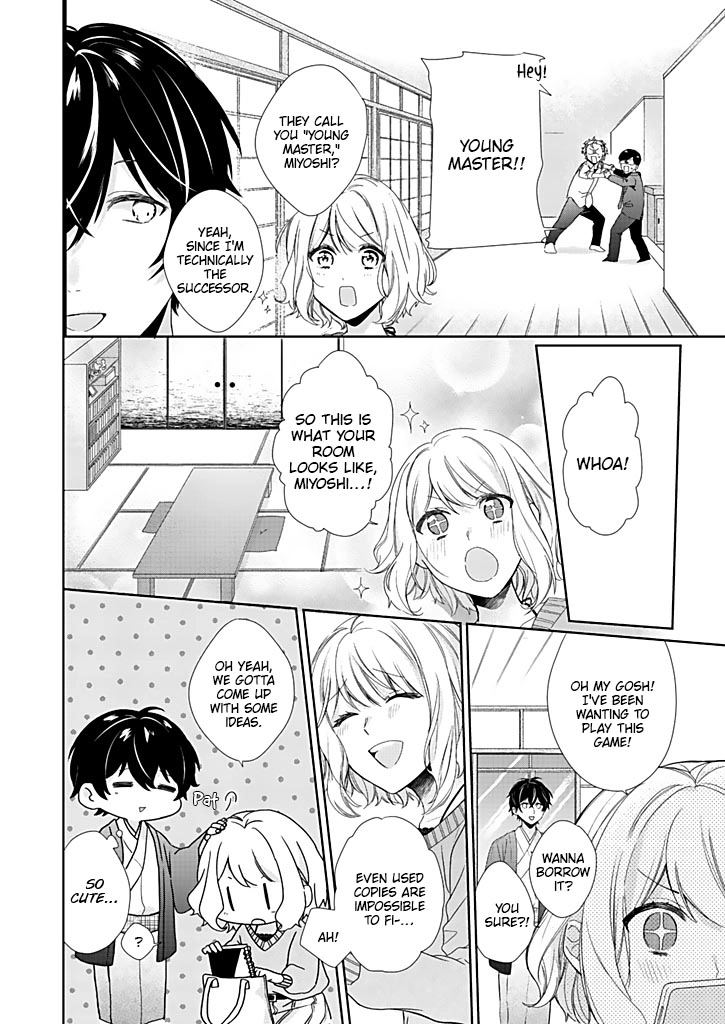 Hey!
YOUNG
MASTER!!
THEY CALL
YOU "YOUNG
MASTER,"
MIYOSHI?
YEAH,
SINCE I'M
TECHNICALLY
THE
SUCCESSOR.
WHOA!
SO THIS IS
WHAT YOUR
ROOM
LOOKS LIKE,
MIYOSHI...!
OH MY GOSH!
I'VE BEEN
WANTING TO
PLAY THIS
GAME!
WANNA
BORROW
IT?
YOU
SURE?!
EVEN USED
COPIES ARE
IMPOSSIBLE
TO FI-...
AH!
OH YEAH,
WE GOTTA
COME UP
WITH SOME
IDEAS.
Pat
SO
CUTE...
?